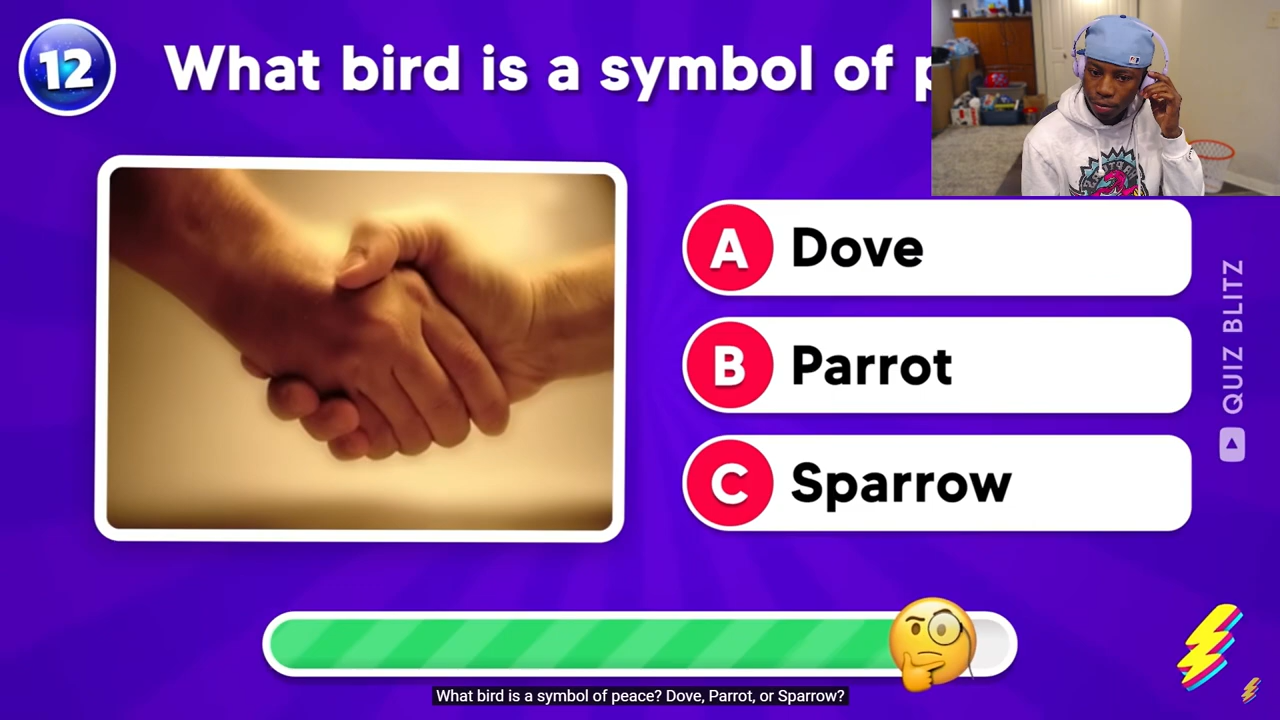 12
What bird is a symbol of
A Dove
B Parrot
C Sparrow
QUIZ BLITZ
What bird is a symbol of peace? Dove, Parrot, or Sparrow?